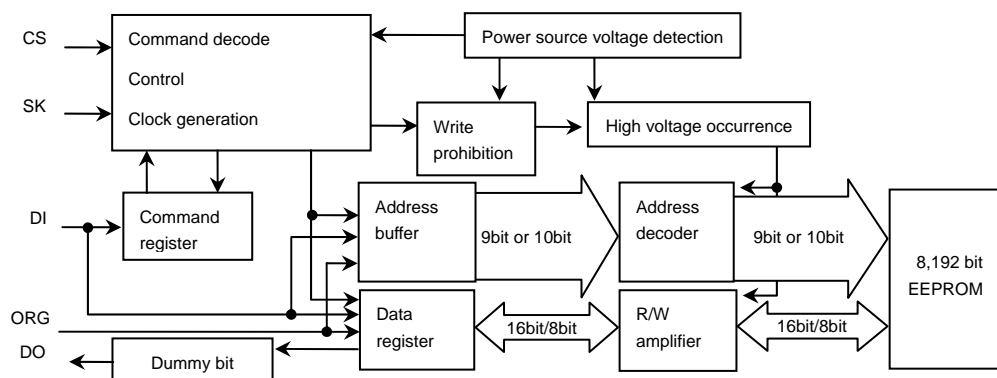 CS
Command decode
Control
Clock generation
Power source voltage detection
SK
Write
prohibition
High voltage occurrence
DI
Command
register
Address
buffer
9bit or 10bit
Address
decoder
9bit or 10bit
8,192 bit
EEPROM
ORG
Data
register
16bit/8bit
R/W
amplifier
16bit/8bit
DO
Dummy bit